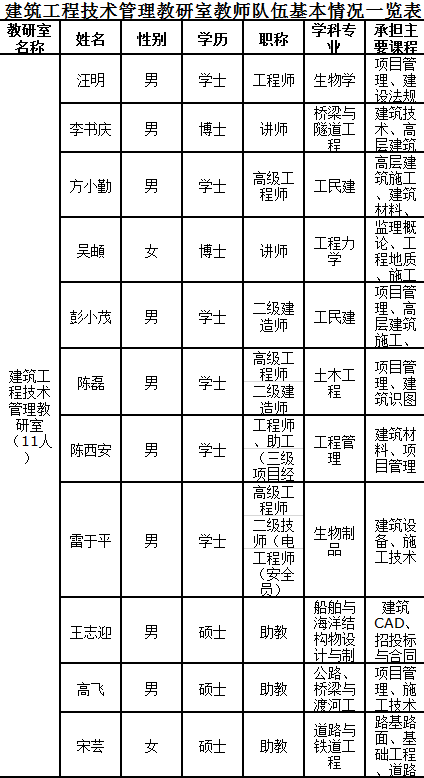 建筑工程技术管理教研室教师队伍基本情况一览表
教研室
名称
姓名
性别
学历
职称
学科专
业
承担主
要课程
建筑工
程技术
管理教
研室
（11人
）
汪明
男
学士
工程师
生物学
项目管
理、建
设法规
李书庆
男
博士
讲师
桥梁与
隧道工
程
建筑技
术、高
层建筑
方小勤
男
学士
高级工
程师
工民建
高层建
筑施工
、建筑
材料、
吴頔
女
博士
讲师
工程力
学
监理概
论、工
程地质
、施工
彭小茂
男
学士
二级建
造师
工民建
项目管
理、高
层建筑
施工、
陈磊
男
学士
高级工
程师
二级建
造师
土木工
程
项目管
理、建
筑识图
陈西安
男
学士
工程师
、助工
（三级
项目经
工程管
理
建筑材
料、项
目管理
雷于平
男
学士
高级工
程师
二级技
师（电
工程师
（安全
员）
生物制
品
建筑设
备、施
工技术
王志迎
男
硕士
助教
船舶与
海洋结
构物设
计与制
建筑
CAD、
招投标
与合同
高飞
男
硕士
助教
公路、
桥梁与
渡河工
项目管
理、施
工技术
宋芸
女
硕士
助教
道路与
铁道工
程
路基路
面、基
础工程
、道路